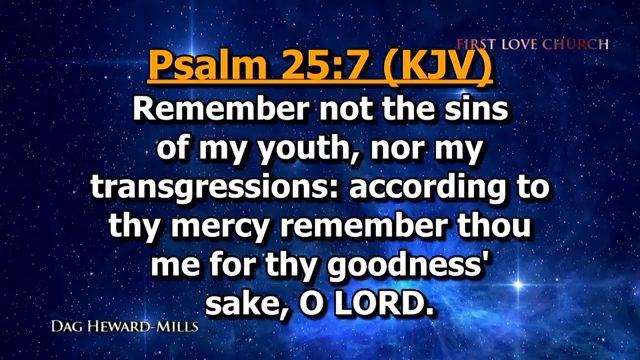 FIRST LOVE CHURCH
Psalm 25:7 (KJV)
Remember not the sins
of my youth, nor my
transgressions: according to
thy mercy remember thou
me for thy goodness'
sake, O LORD.
DAG HEWARD-MILLS